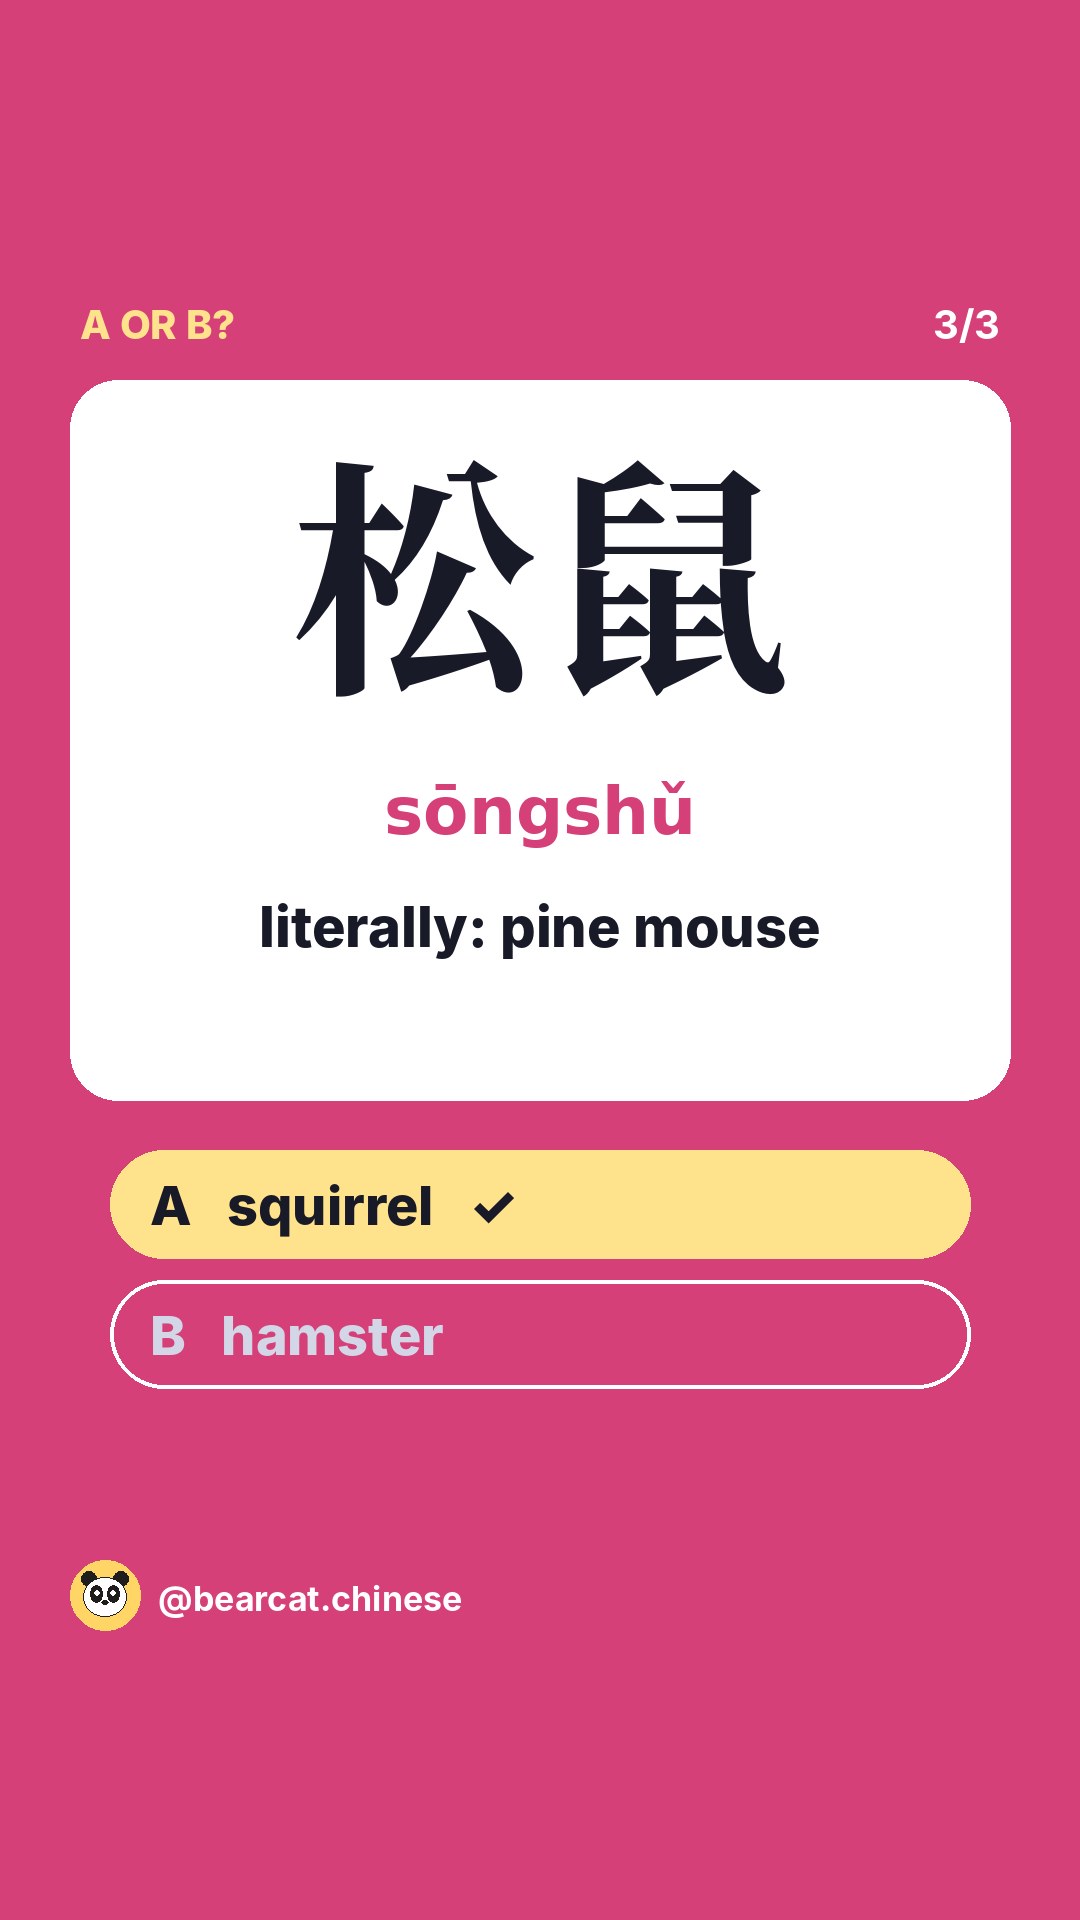 A OR B?
3/3
松鼠
sōngshǔ
literally: pine mouse
A squirrel ✓
B hamster
@bearcat.chinese